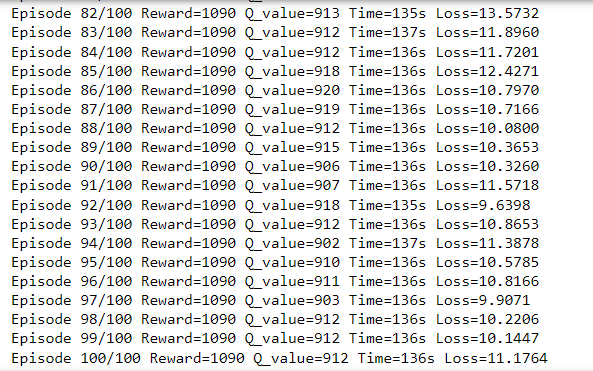 Episode 82/100 Reward=1090 Q_value=913 Time=135s Loss=13.5732
Episode 83/100 Reward=1090 Q_value=912 Time=137s Loss=11.8960
Episode 84/100 Reward=1090 Q_value=912 Time=136s Loss=11.7201
Episode 85/100 Reward=1090 Q_value=918 Time=136s Loss=12.4271
Episode 86/100 Reward=1090 Q_value=920 Time=136s Loss=10.7970
Episode 87/100 Reward=1090 Q_value=919 Time=136s Loss=10.7166
Episode 88/100 Reward=1090 Q_value=912 Time=136s Loss=10.0800
Episode 89/100 Reward=1090 Q_value=915 Time=136s Loss=10.3653
Episode 90/100 Reward=1090 Q_value=906 Time=136s Loss=10.3260
Episode 91/100 Reward=1090 Q_value=907 Time=136s Loss=11.5718
Episode 92/100 Reward=1090 Q_value=918 Time=135s Loss=9.6398
Episode 93/100 Reward=1090 Q_value=912 Time=136s Loss=10.8653
Episode 94/100 Reward=1090 Q_value=902 Time=137s Loss=11.3878
Episode 95/100 Reward=1090 Q_value=910 Time=136s Loss=10.5785
Episode 96/100 Reward=1090 Q_value=911 Time=136s Loss=10.8166
Episode 97/100 Reward=1090 Q_value=903 Time=136s Loss=9.9071
Episode 98/100 Reward=1090 Q_value=912 Time=136s Loss=10.2206
Episode 99/100 Reward=1090 Q_value=912 Time=136s Loss=10.1447
Episode 100/100 Reward=1090 Q_value=912 Time=136s Loss=11.1764